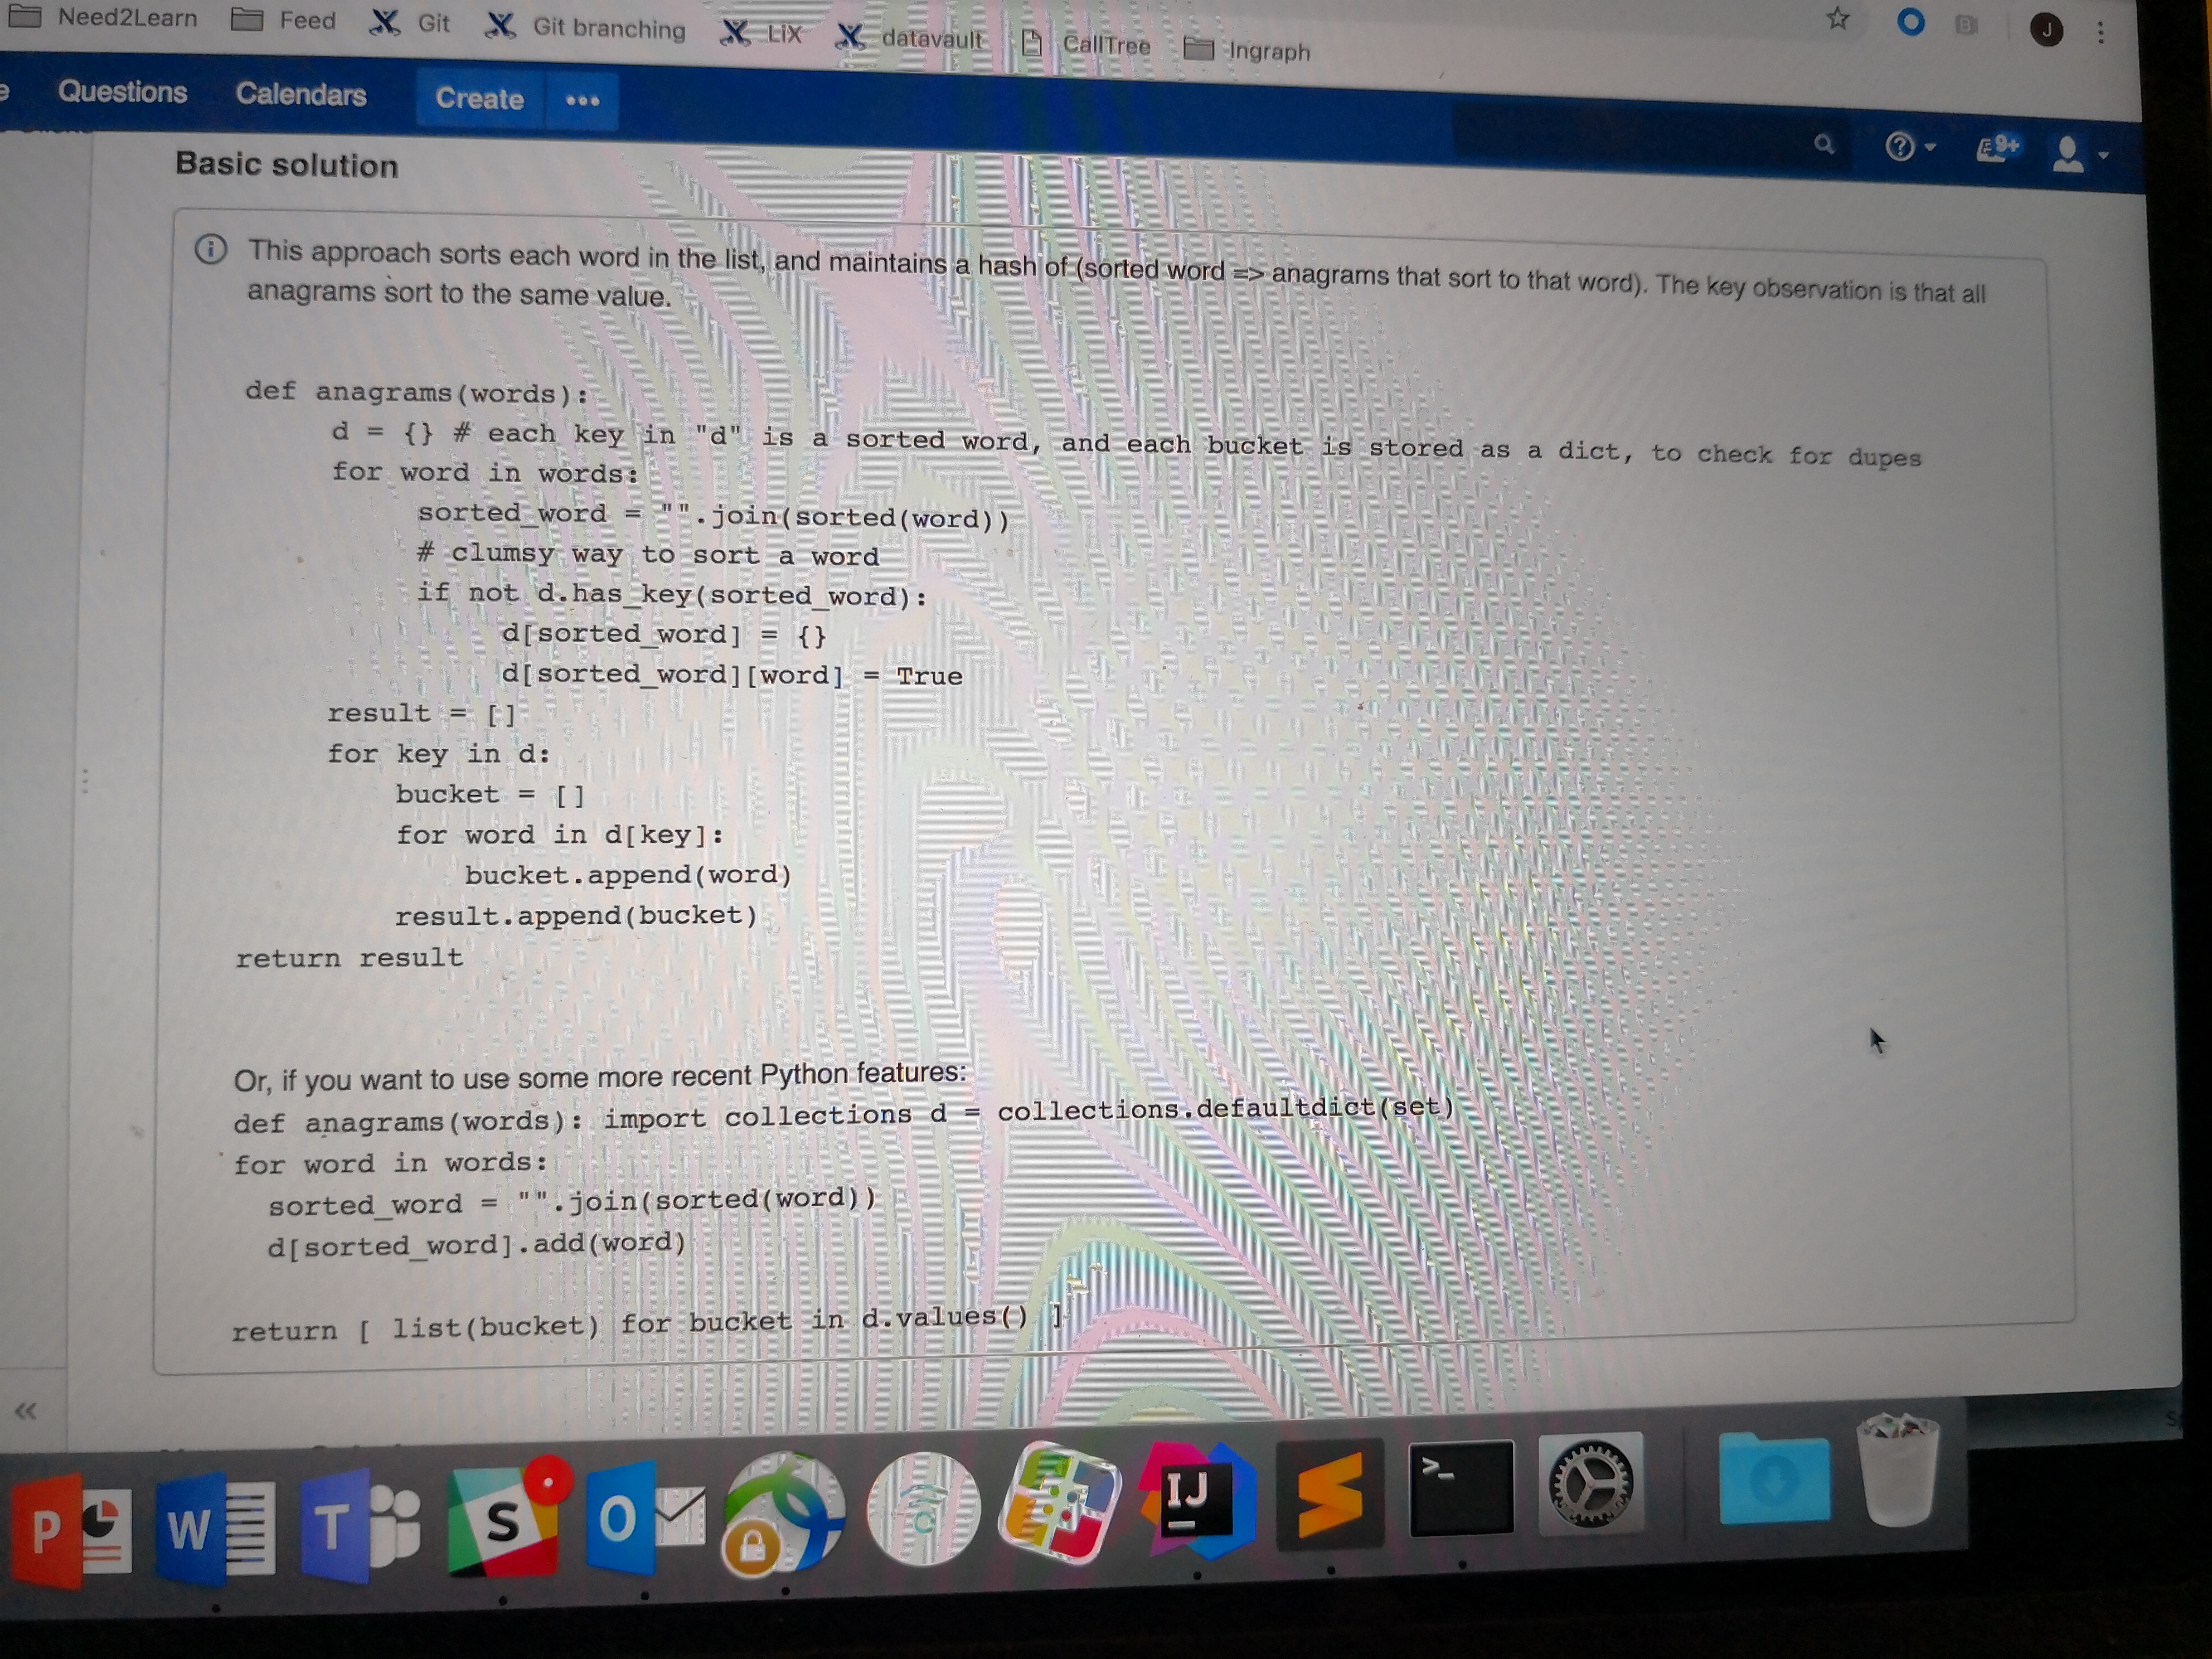 Need2Learn Feed Git Git branching LiX datavault CallTree Ingraph J
Questions Calendars Create ••• 9+
Basic solution
This approach sorts each word in the list, and maintains a hash of (sorted word => anagrams that sort to that word). The key observation is that all
anagrams sort to the same value.
def anagrams(words):
d = {} # each key in "d" is a sorted word, and each bucket is stored as a dict, to check for dupes
for word in words:
sorted_word = "".join(sorted(word))
# clumsy way to sort a word
if not d.has_key(sorted_word):
d[sorted_word] = {}
d[sorted_word][word] = True
result = []
for key in d:
bucket = []
for word in d[key]:
bucket.append(word)
result.append(bucket)
return result
Or, if you want to use some more recent Python features:
def anagrams(words): import collections d = collections.defaultdict(set)
for word in words:
sorted_word = "".join(sorted(word))
d[sorted_word].add(word)
return [ list(bucket) for bucket in d.values() ]
P W T S O IJ >_